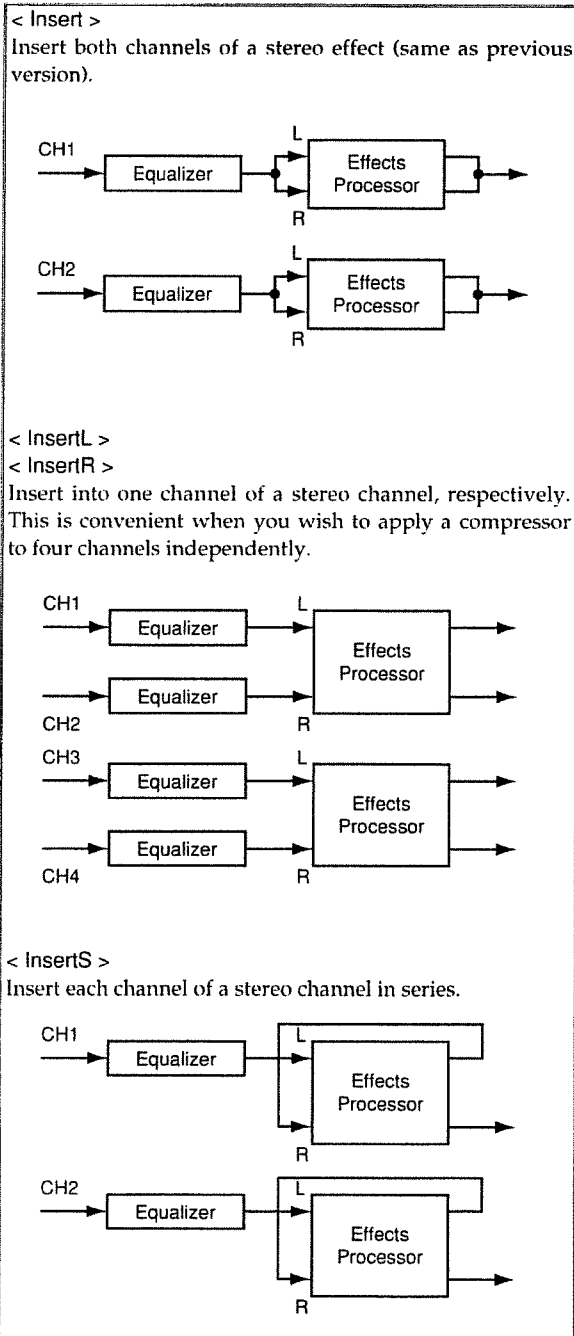 < Insert >
Insert both channels of a stereo effect (same as previous
version).
L
CH1
Equalizer
Effects
Processor
R
L
CH2
Equalizer
Effects
Processor
R
< InsertL >
< InsertR >
Insert into one channel of a stereo channel, respectively.
This is convenient when you wish to apply a compressor
to four channels independently.
CH1
L
Equalizer
Effects
Processor
Equalizer
CH2
R
CH3
L
Equalizer
Effects
Processor
Equalizer
CH4
R
< InsertS >
Insert each channel of a stereo channel in series.
CH1
L
Equalizer
Effects
Processor
R
CH2
L
Equalizer
Effects
Processor
R